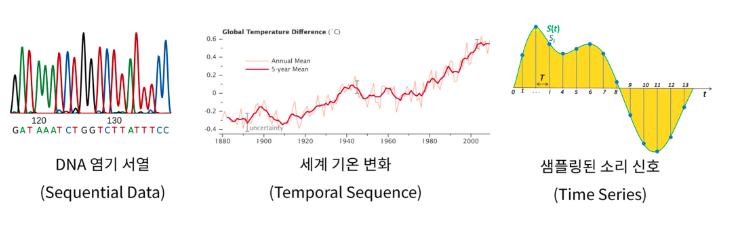 120 130
GATAAATCTGGTCTTATTTCC
DNA 염기 서열
(Sequential Data)
Global Temperature Difference (°C)
0.6
0.4
0.2
0
-0.2
-0.4
Annual Mean
5-year Mean
uncertainty
1880 1900 1920 1940 1960 1980 2000
세계 기온 변화
(Temporal Sequence)
S(t)
Sᵢ
T
0 1 ... 4 5 6 7 8 9 10 11 12 13 t
샘플링된 소리 신호
(Time Series)